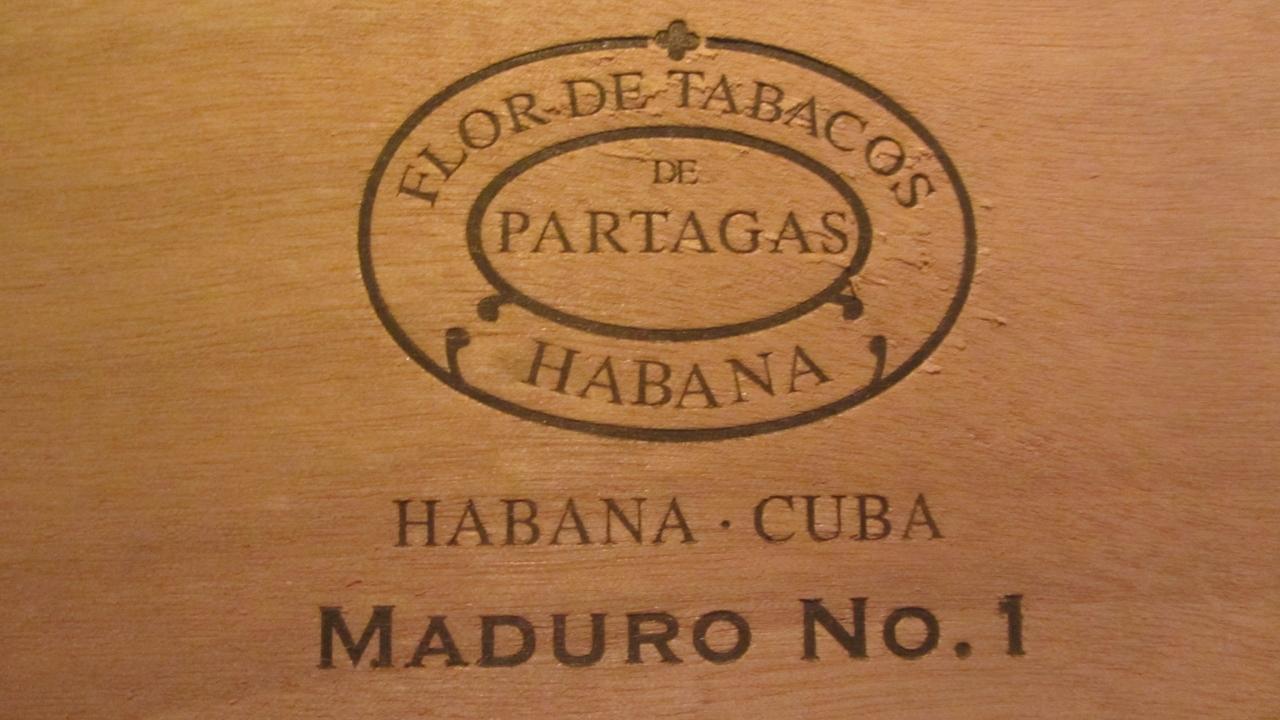 FLOR DE TABACOS
DE
PARTAGAS
HABANA
HABANA · CUBA
MADURO NO. 1